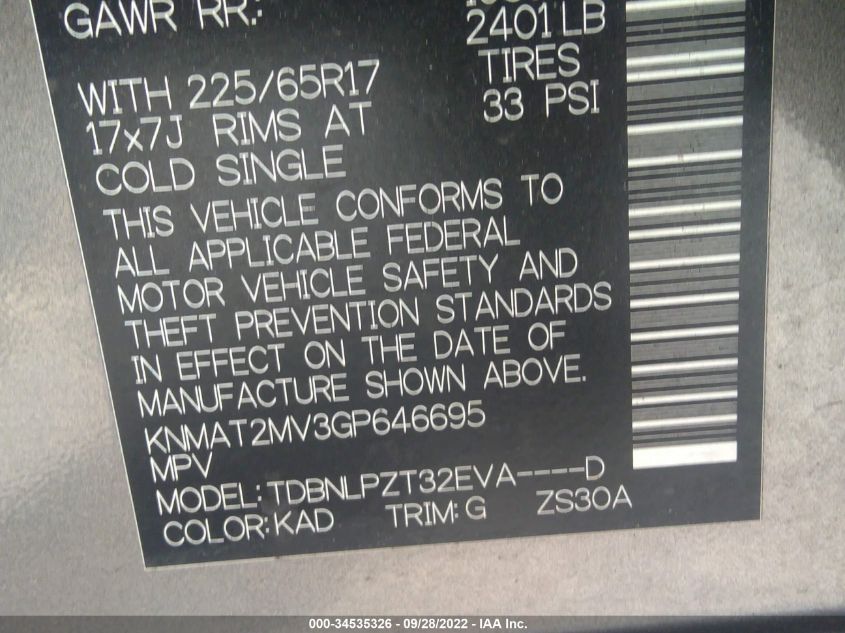 GAWR RR:
2401 LB
WITH 225/65R17 TIRES
17x7J RIMS AT 33 PSI
COLD SINGLE
THIS VEHICLE CONFORMS TO
ALL APPLICABLE FEDERAL
MOTOR VEHICLE SAFETY AND
THEFT PREVENTION STANDARDS
IN EFFECT ON THE DATE OF
MANUFACTURE SHOWN ABOVE.
KNMAT2MV3GP646695
MPV
MODEL: TDBNLPZT32EVA----D
COLOR: KAD TRIM: G ZS30A
000-34535326 - 09/28/2022 - IAA Inc.